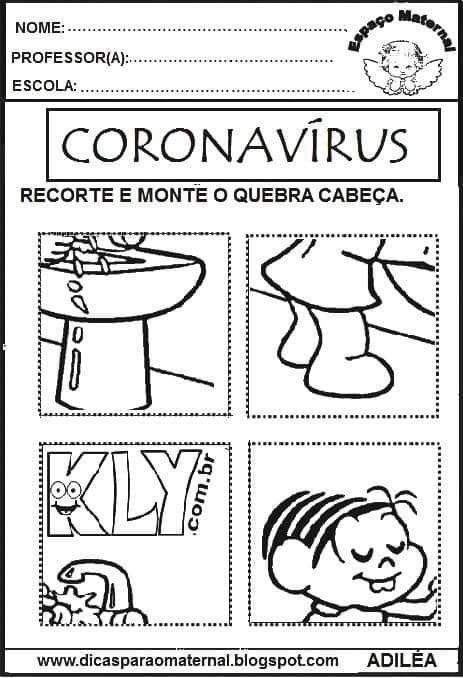 NOME:
Espaço Maternal
PROFESSOR(A):
ESCOLA:
CORONAVÍRUS
RECORTE E MONTE O QUEBRA CABEÇA.
KLY
.com.br
www.dicasparaomaternal.blogspot.com
ADILÉA